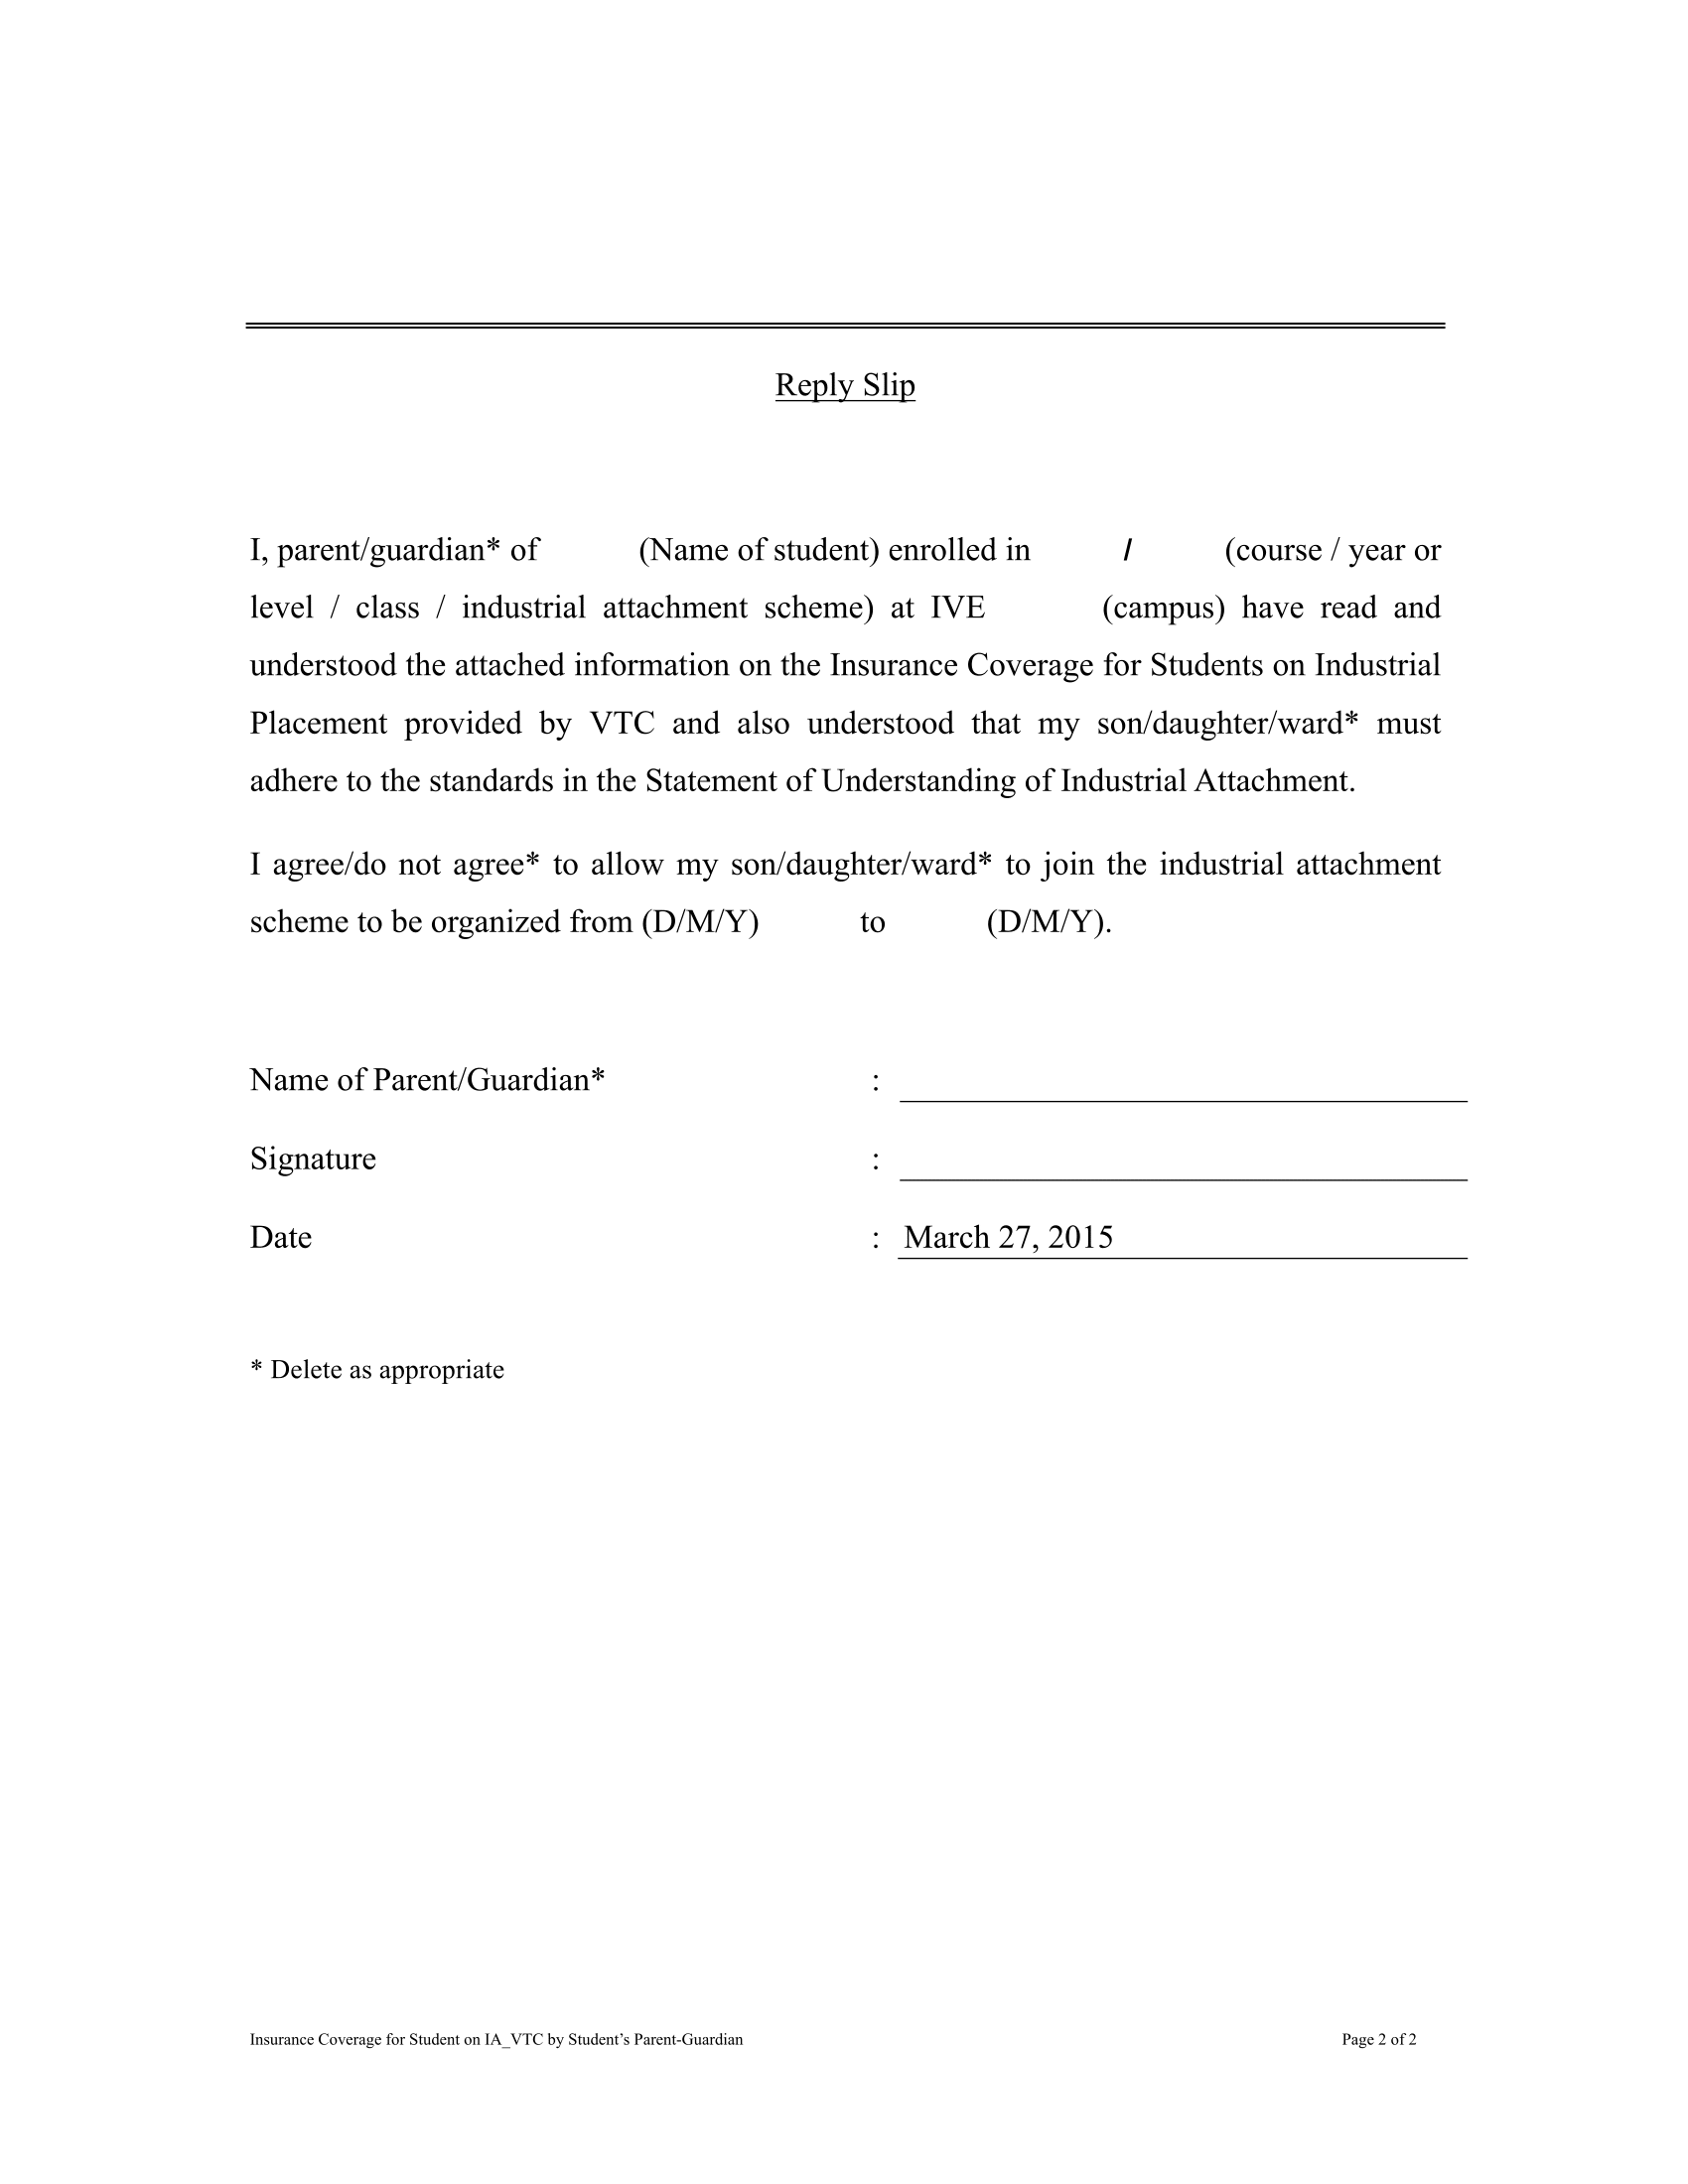 Reply Slip
I, parent/guardian* of (Name of student) enrolled in / (course / year or
level / class / industrial attachment scheme) at IVE (campus) have read and
understood the attached information on the Insurance Coverage for Students on Industrial
Placement provided by VTC and also understood that my son/daughter/ward* must
adhere to the standards in the Statement of Understanding of Industrial Attachment.
I agree/do not agree* to allow my son/daughter/ward* to join the industrial attachment
scheme to be organized from (D/M/Y) to (D/M/Y).
Name of Parent/Guardian* :
Signature :
Date : March 27, 2015
* Delete as appropriate
Insurance Coverage for Student on IA_VTC by Student’s Parent-Guardian Page 2 of 2